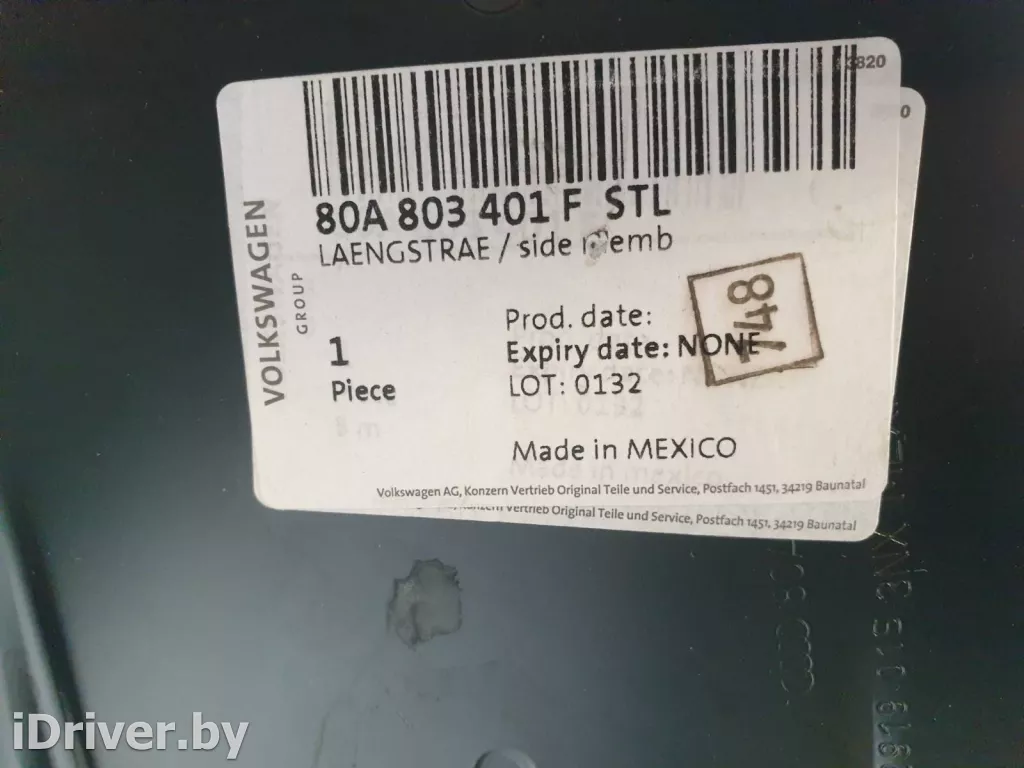 3820
80A 803 401 F STL
LAENGSTRAE / side memb
VOLKSWAGEN
GROUP
1
Piece
Prod. date:
Expiry date: NONE
LOT: 0132
748
Made in MEXICO
Volkswagen AG, Konzern Vertrieb Original Teile und Service, Postfach 1451, 34219 Baunatal
Vertrieb Original Teile und Service, Postfach 1451, 34219 Baunatal
iDriver.by